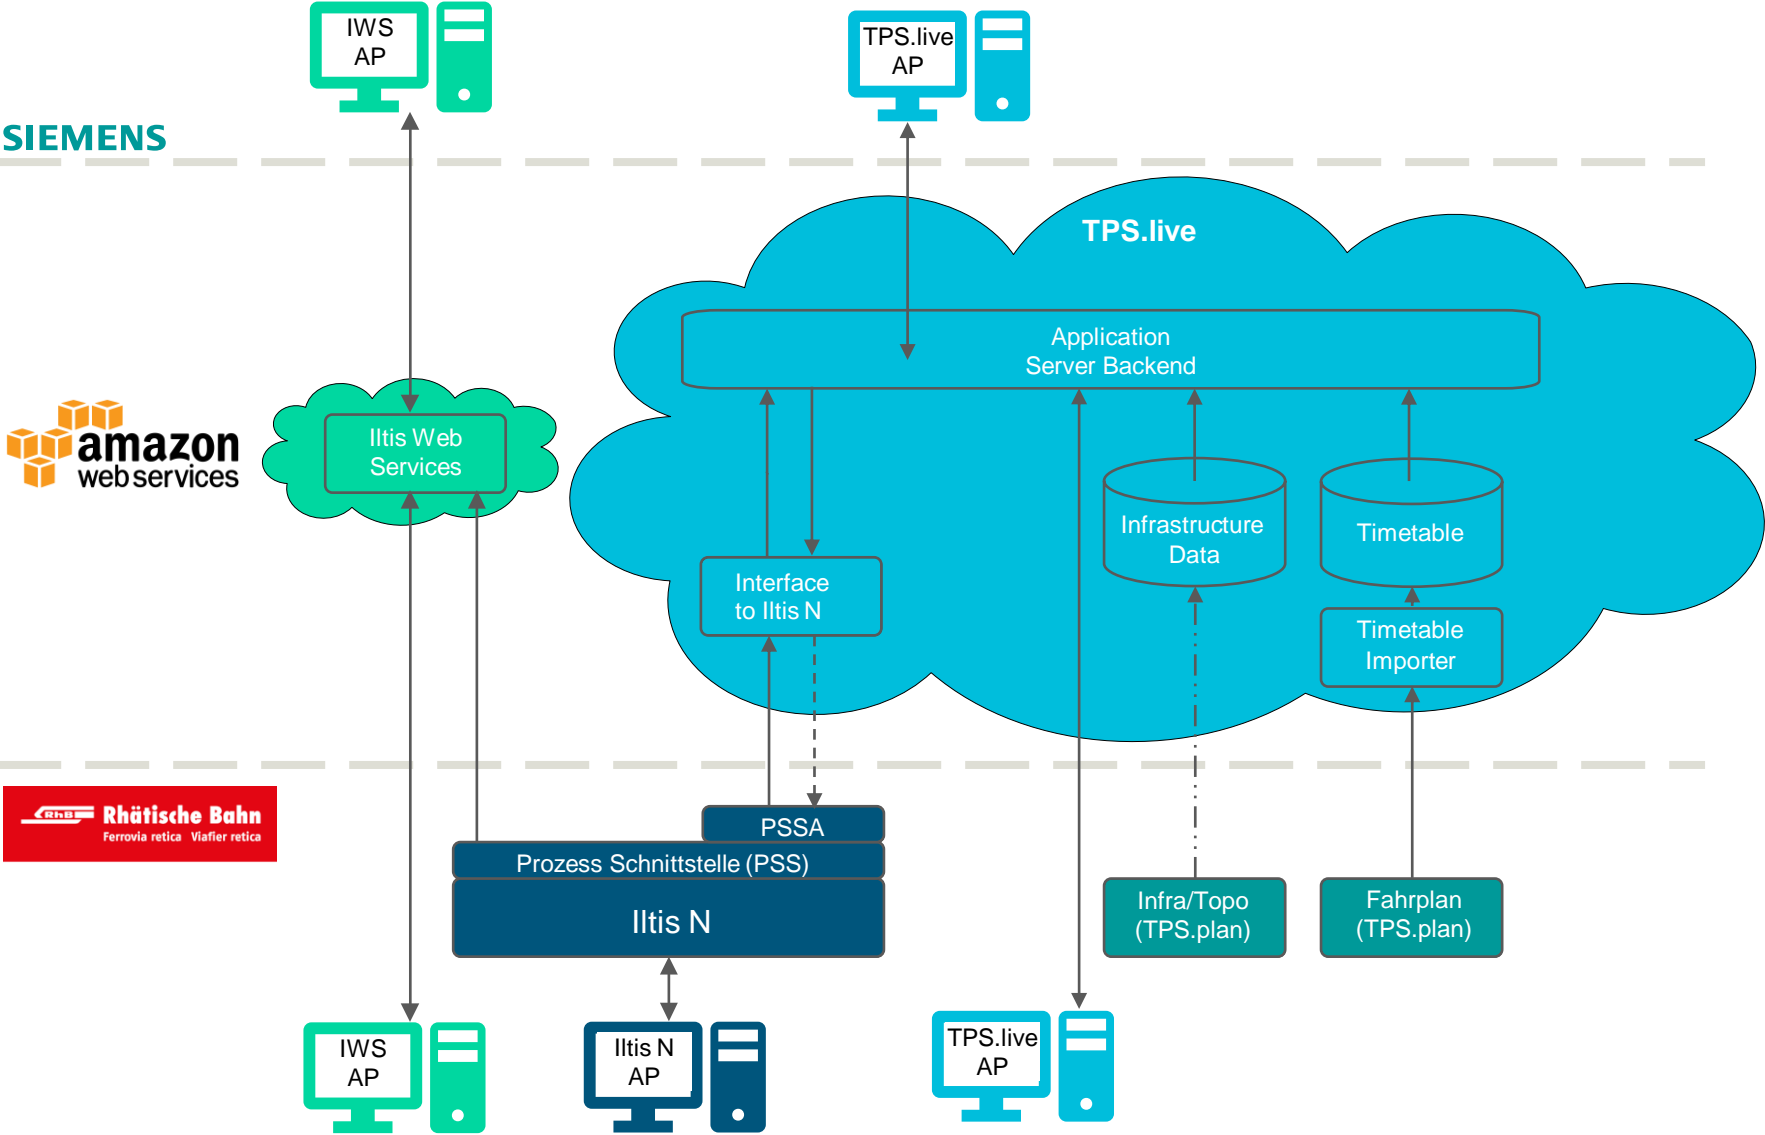 IWS
AP
TPS.live
AP
SIEMENS
TPS.live
Application
Server Backend
amazon
web services
Iltis Web
Services
Infrastructure
Data
Timetable
Interface
to Iltis N
Timetable
Importer
RhB
Rhätische Bahn
Ferrovia retica Viafier retica
PSSA
Prozess Schnittstelle (PSS)
Iltis N
Infra/Topo
(TPS.plan)
Fahrplan
(TPS.plan)
IWS
AP
Iltis N
AP
TPS.live
AP